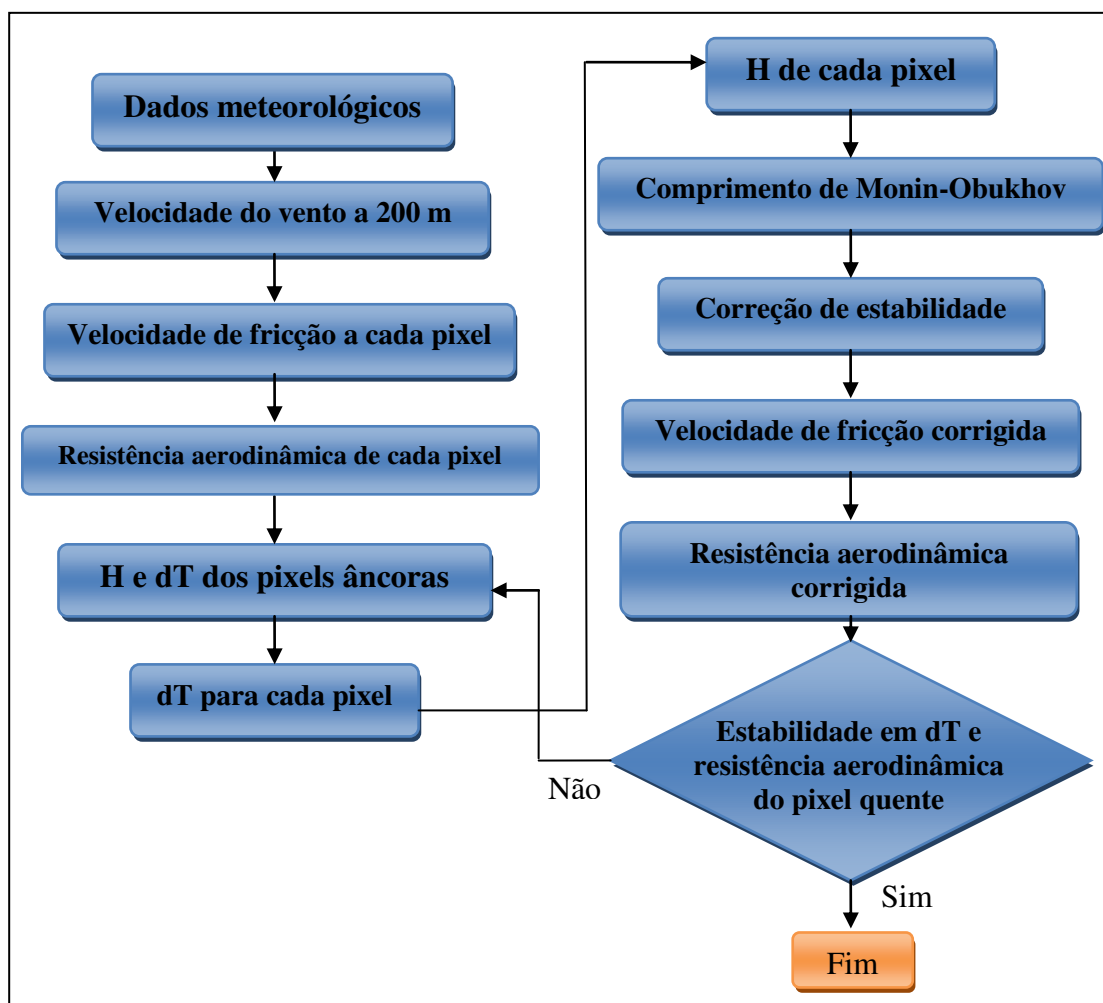 Dados meteorológicos
Velocidade do vento a 200 m
Velocidade de fricção a cada pixel
Resistência aerodinâmica de cada pixel
H e dT dos pixels âncoras
dT para cada pixel
H de cada pixel
Comprimento de Monin-Obukhov
Correção de estabilidade
Velocidade de fricção corrigida
Resistência aerodinâmica
corrigida
Estabilidade em dT e
resistência aerodinâmica
do pixel quente
Não
Sim
Fim